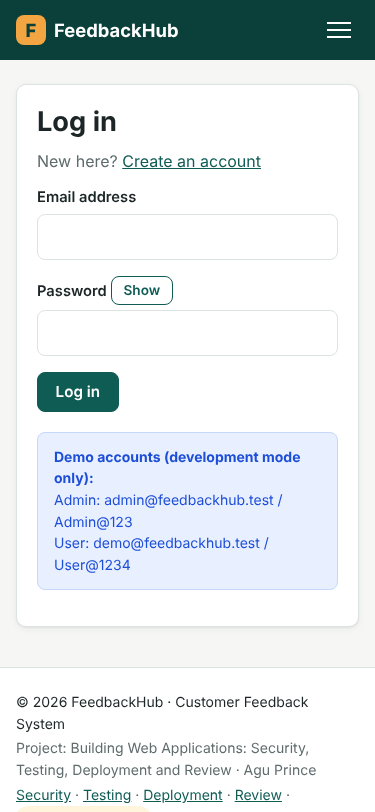 F FeedbackHub
Log in
New here? Create an account
Email address
Password Show
Log in
Demo accounts (development mode
only):
Admin: admin@feedbackhub.test /
Admin@123
User: demo@feedbackhub.test /
User@1234
© 2026 FeedbackHub · Customer Feedback
System
Project: Building Web Applications: Security,
Testing, Deployment and Review · Agu Prince
Security · Testing · Deployment · Review ·